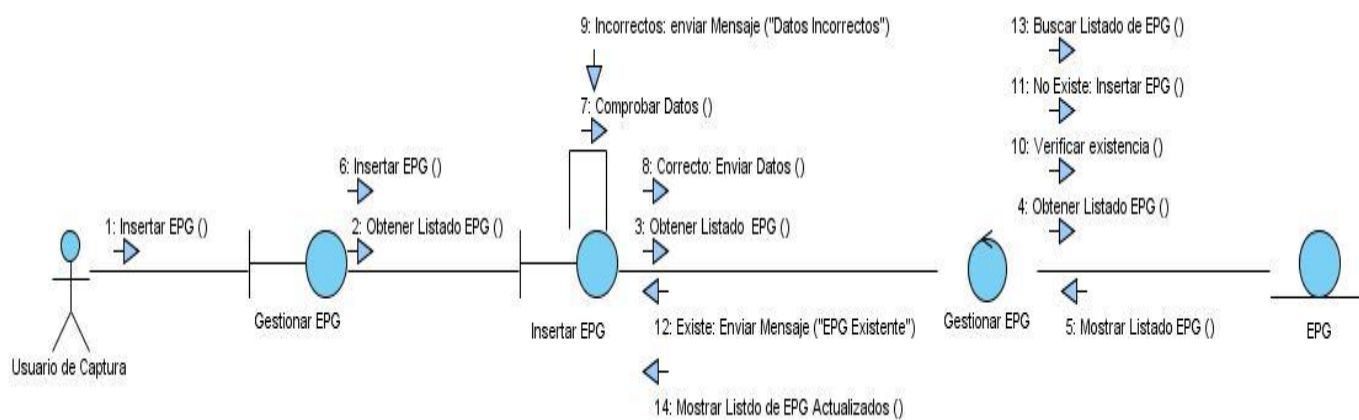 9: Incorrectos: enviar Mensaje ("Datos Incorrectos")
13: Buscar Listado de EPG ()
7: Comprobar Datos ()
11: No Existe: Insertar EPG ()
10: Verificar existencia ()
6: Insertar EPG ()
8: Correcto: Enviar Datos ()
4: Obtener Listado EPG ()
1: Insertar EPG ()
2: Obtener Listado EPG ()
3: Obtener Listado EPG ()
Gestionar EPG
Insertar EPG
12: Existe: Enviar Mensaje ("EPG Existente")
Gestionar EPG
5: Mostrar Listado EPG ()
EPG
Usuario de Captura
14: Mostrar Listdo de EPG Actualizados ()